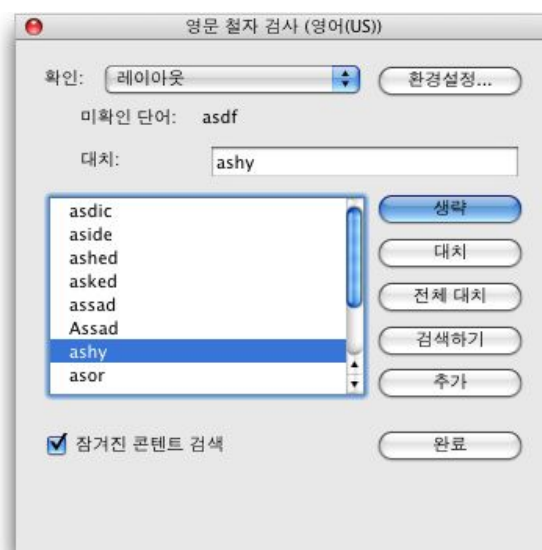 영문 철자 검사 (영어(US))
확인: 레이아웃 환경설정...
미확인 단어: asdf
대치: ashy
asdic
aside
ashed
asked
assad
Assad
ashy
asor
생략
대치
전체 대치
검색하기
추가
잠겨진 콘텐트 검색
완료